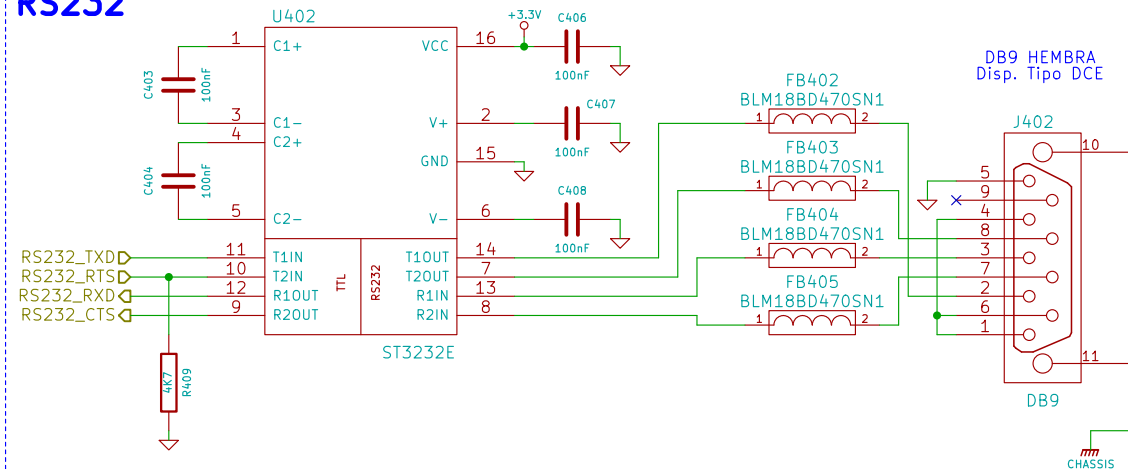 RS232
U402
1
C1+
VCC
16
+3.3V
C406
100nF
C403
100nF
3
C1-
4
C2+
V+
2
C407
100nF
GND
15
C404
100nF
5
C2-
V-
6
C408
100nF
RS232_TXD
11
T1IN
T1OUT
14
RS232_RTS
10
T2IN
T2OUT
7
RS232_RXD
12
R1OUT
R1IN
13
RS232_CTS
9
R2OUT
R2IN
8
TTL
RS232
ST3232E
4K7
R409
FB402
BLM18BD470SN1
1
2
FB403
BLM18BD470SN1
1
2
FB404
BLM18BD470SN1
1
2
FB405
BLM18BD470SN1
1
2
DB9 HEMBRA
Disp. Tipo DCE
J402
10
5
9
4
8
3
7
2
6
1
11
DB9
CHASSIS